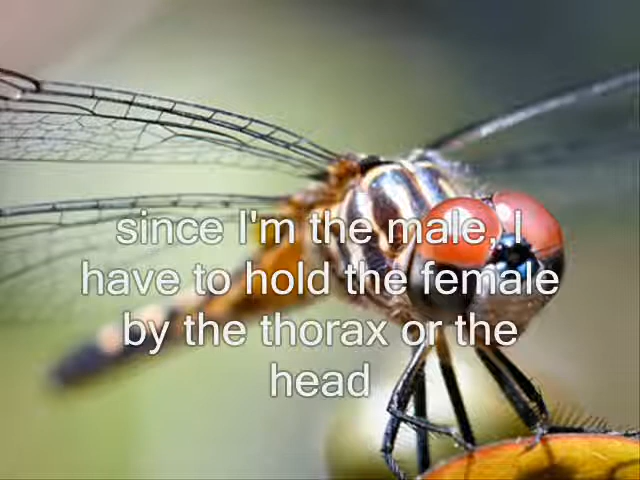 since I'm the male, I
have to hold the female
by the thorax or the
head